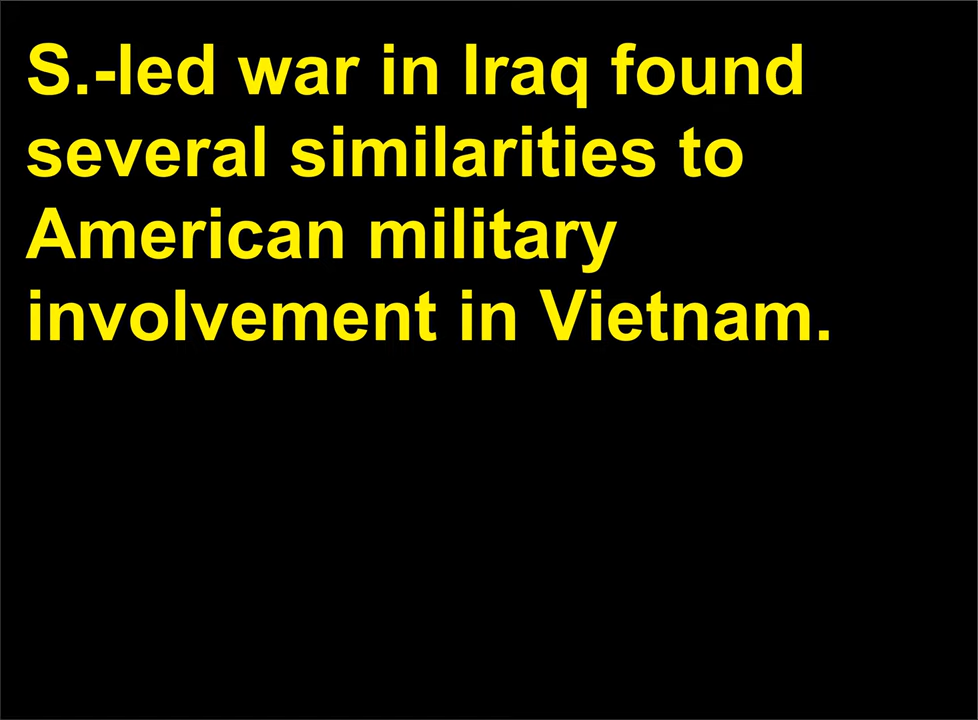 S.-led war in Iraq found
several similarities to
American military
involvement in Vietnam.